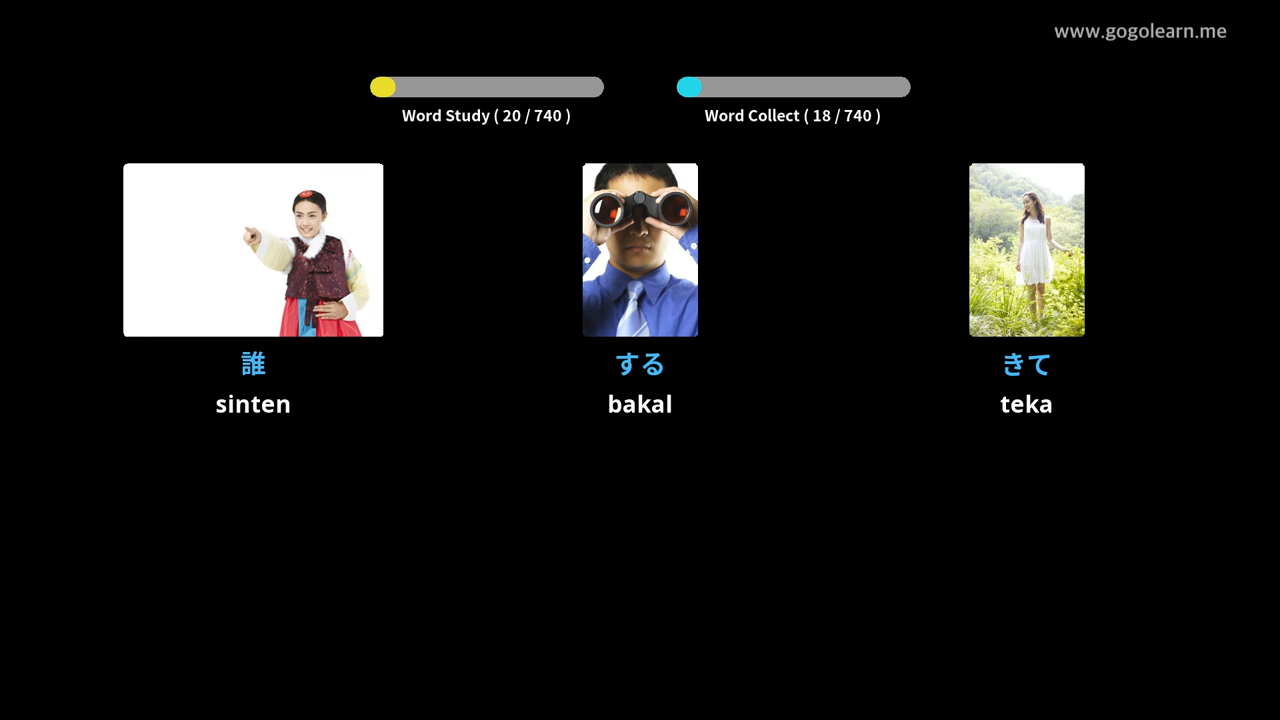 www.gogolearn.me
Word Study ( 20 / 740 )
Word Collect ( 18 / 740 )
誰
する
きて
sinten
bakal
teka